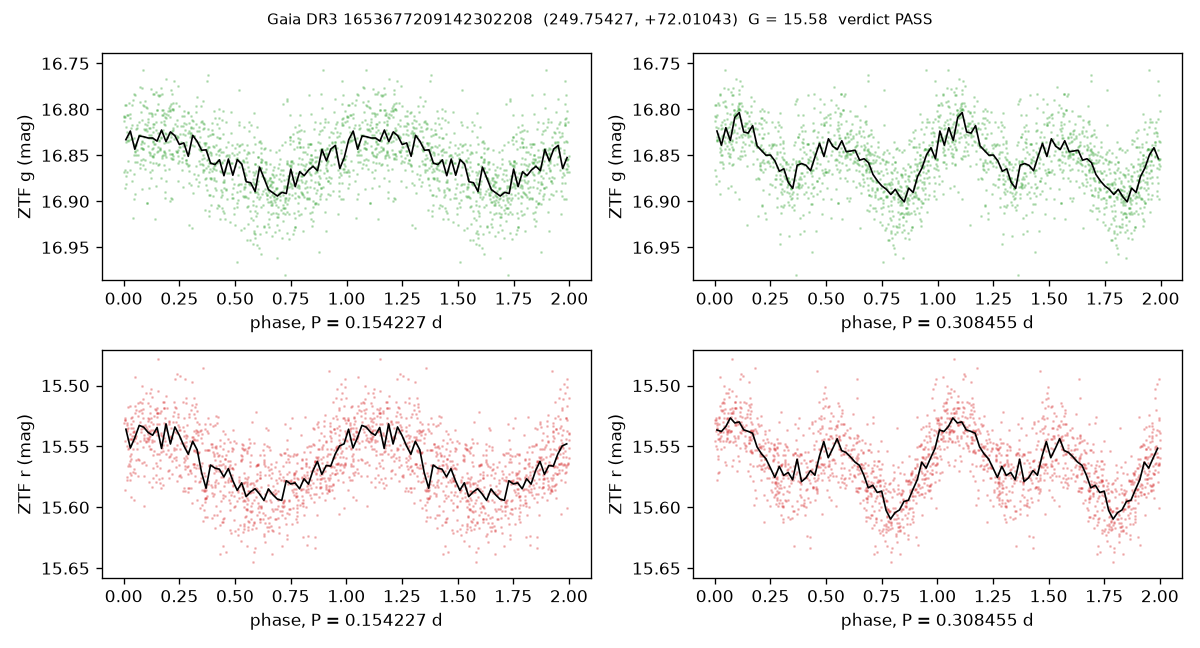 Gaia DR3 1653677209142302208  (249.75427, +72.01043)  G = 15.58  verdict PASS
ZTF g (mag)
16.75
16.80
16.85
16.90
16.95
0.00 0.25 0.50 0.75 1.00 1.25 1.50 1.75 2.00
phase, P = 0.154227 d
ZTF g (mag)
16.75
16.80
16.85
16.90
16.95
0.00 0.25 0.50 0.75 1.00 1.25 1.50 1.75 2.00
phase, P = 0.308455 d
ZTF r (mag)
15.50
15.55
15.60
15.65
0.00 0.25 0.50 0.75 1.00 1.25 1.50 1.75 2.00
phase, P = 0.154227 d
ZTF r (mag)
15.50
15.55
15.60
15.65
0.00 0.25 0.50 0.75 1.00 1.25 1.50 1.75 2.00
phase, P = 0.308455 d